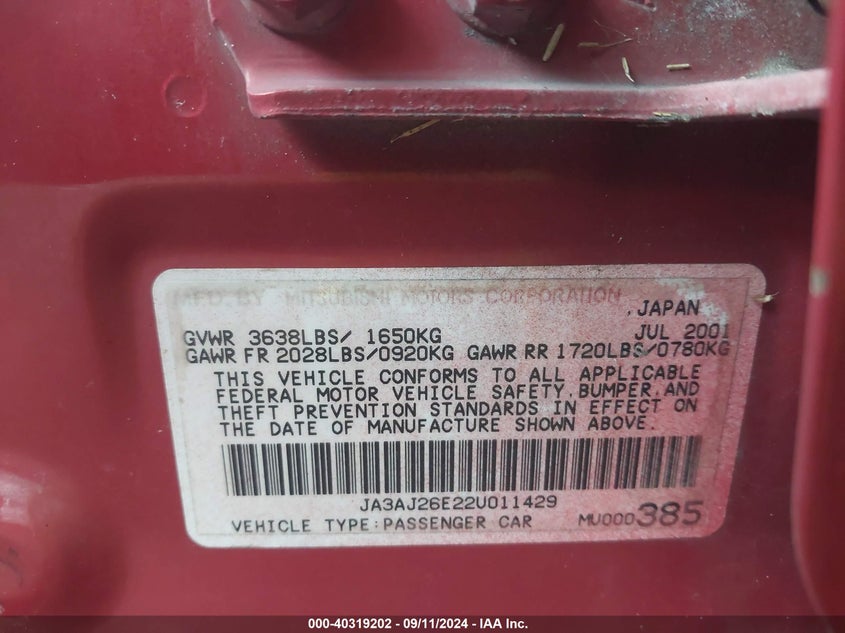 MFD. BY MITSUBISHI MOTORS CORPORATION
, JAPAN
GVWR 3638LBS/ 1650KG JUL 2001
GAWR FR 2028LBS/0920KG GAWR RR 1720LBS/0780KG
THIS VEHICLE CONFORMS TO ALL APPLICABLE
FEDERAL MOTOR VEHICLE SAFETY, BUMPER, AND
THEFT PREVENTION STANDARDS IN EFFECT ON
THE DATE OF MANUFACTURE SHOWN ABOVE.
JA3AJ26E22U011429
VEHICLE TYPE:PASSENGER CAR MU000385
000-40319202 - 09/11/2024 - IAA Inc.